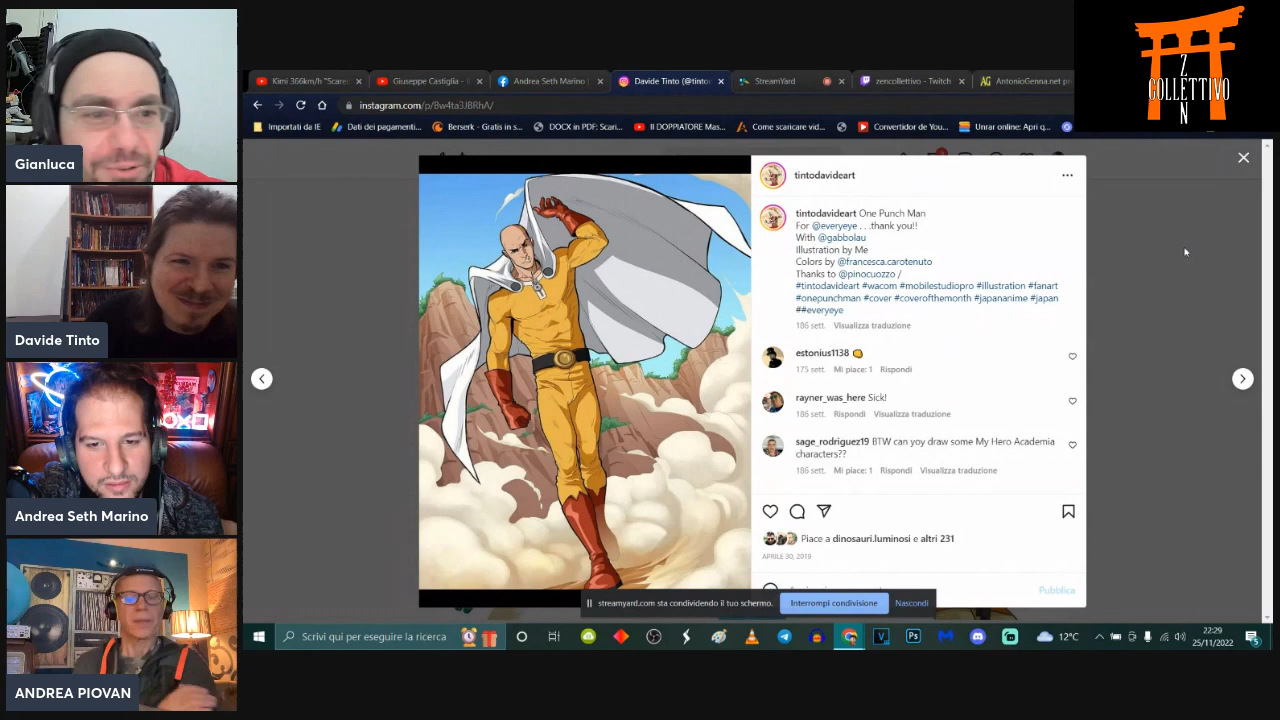 Gianluca
Davide Tinto
Andrea Seth Marino
ANDREA PIOVAN
ZEN
COLLETTIVO
Kimi 366km/h "Scare
Giuseppe Castiglia -
Andrea Seth Marino |
Davide Tinto (@tinto
StreamYard
zencollettivo - Twitch
AntonioGenna.net pr
instagram.com/p/Bw4ta3JBRhA/
Importati da IE
Dati dei pagamenti...
Berserk - Gratis in s...
DOCX in PDF: Scari...
Il DOPPIATORE Mas...
Come scaricare vid...
Convertidor de You...
Unrar online: Apri q...
tintodavideart
tintodavideart One Punch Man
For @everyeye . . .thank you!!
With @gabbolau
Illustration by Me
Colors by @francesca.carotenuto
Thanks to @pinocuozzo /
#tintodavideart #wacom #mobilestudiopro #illustration #fanart
#onepunchman #cover #coverofthemonth #japananime #japan
##everyeye
186 sett. Visualizza traduzione
estonius1138
175 sett. Mi piace: 1 Rispondi
rayner_was_here Sick!
186 sett. Rispondi Visualizza traduzione
sage_rodriguez19 BTW can yoy draw some My Hero Academia
characters??
186 sett. Mi piace: 1 Rispondi Visualizza traduzione
Piace a dinosauri.luminosi e altri 231
APRILE 30, 2019
Pubblica
streamyard.com sta condividendo il tuo schermo.
Interrompi condivisione
Nascondi
Scrivi qui per eseguire la ricerca
12°C
22:29
25/11/2022